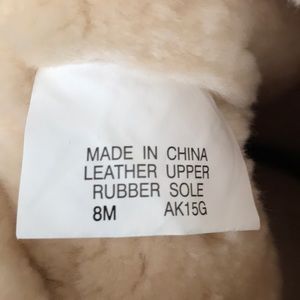 MADE IN CHINA
LEATHER UPPER
RUBBER SOLE
8M AK15G